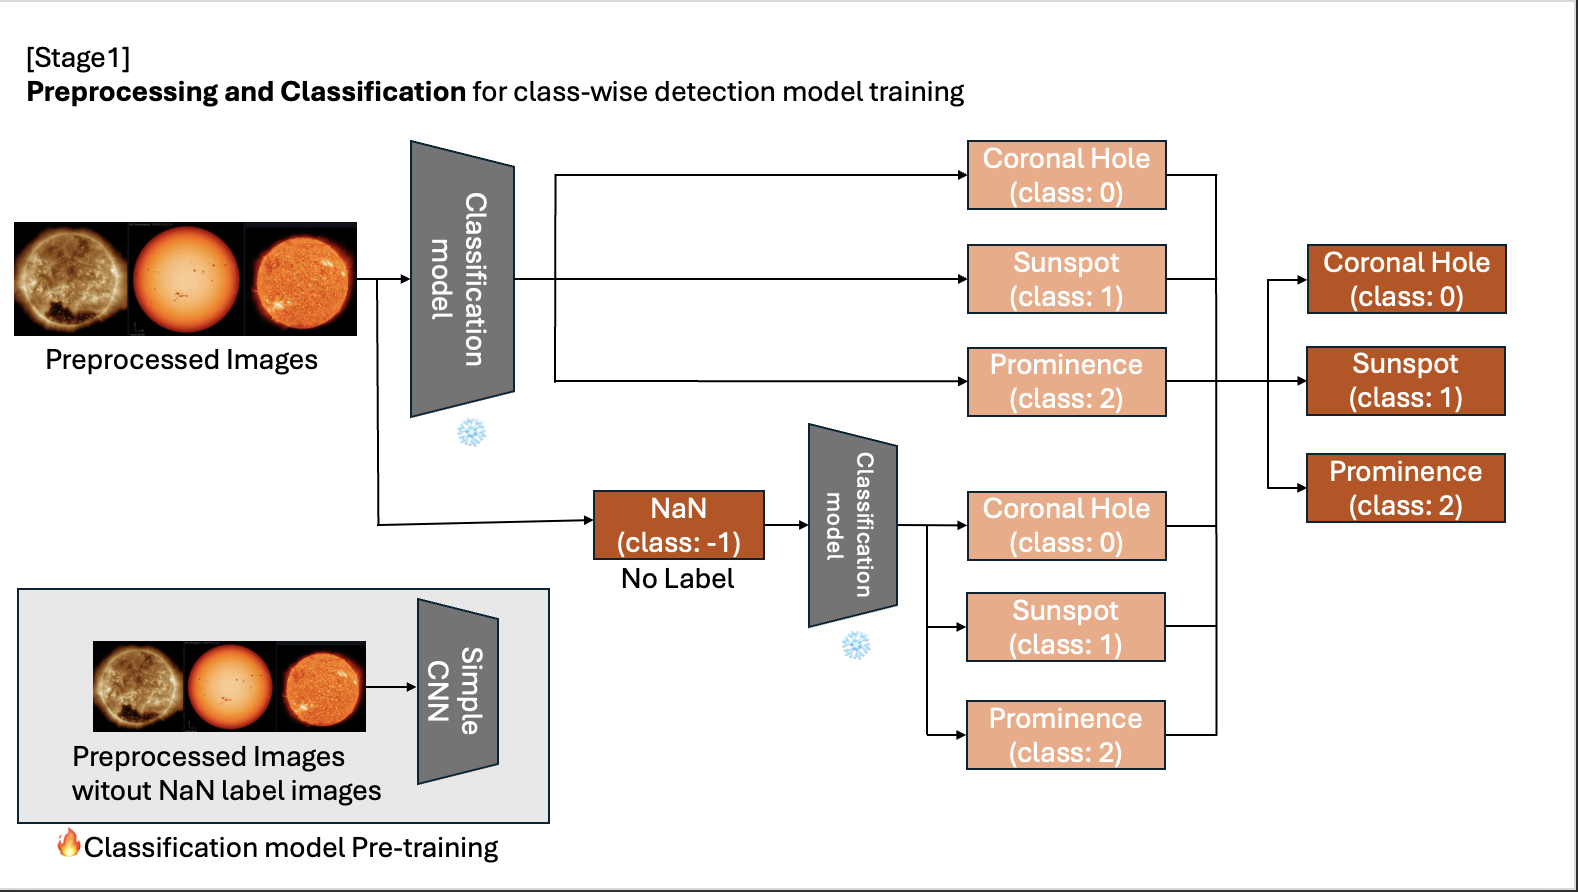 [Stage1]
Preprocessing and Classification for class-wise detection model training
Preprocessed Images
Classification
model
Coronal Hole
(class: 0)
Sunspot
(class: 1)
Prominence
(class: 2)
Coronal Hole
(class: 0)
Sunspot
(class: 1)
Prominence
(class: 2)
NaN
(class: -1)
No Label
Classification
model
Coronal Hole
(class: 0)
Sunspot
(class: 1)
Prominence
(class: 2)
Simple
CNN
Preprocessed Images
witout NaN label images
Classification model Pre-training